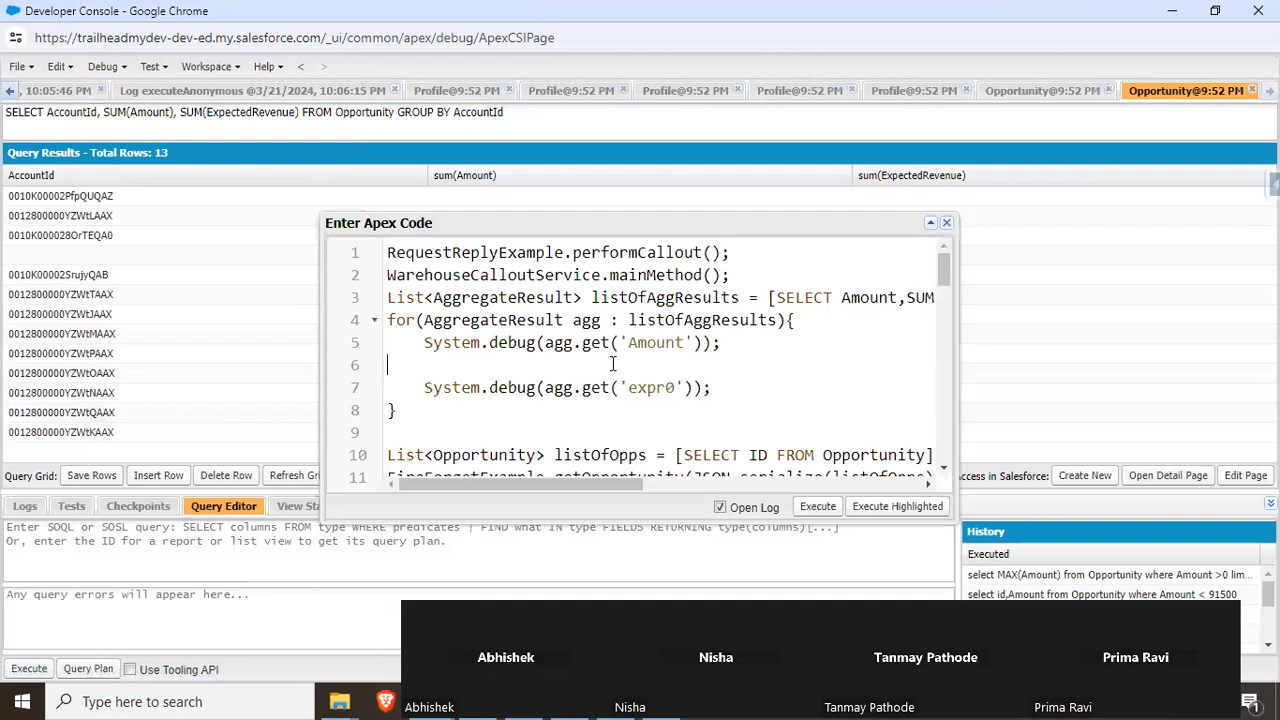 Developer Console - Google Chrome
https://trailheadmydev-dev-ed.my.salesforce.com/_ui/common/apex/debug/ApexCSIPage
File Edit Debug Test Workspace Help < >
, 10:05:46 PM Log executeAnonymous @3/21/2024, 10:06:15 PM Profile@9:52 PM Profile@9:52 PM Profile@9:52 PM Profile@9:52 PM Profile@9:52 PM Opportunity@9:52 PM Opportunity@9:52 PM
SELECT AccountId, SUM(Amount), SUM(ExpectedRevenue) FROM Opportunity GROUP BY AccountId
Query Results - Total Rows: 13
AccountId sum(Amount) sum(ExpectedRevenue)
0010K00002PfpQUQAZ
0012800000YZWtLAAX
0010K000028OrTEQA0
0010K00002SrujyQAB
0012800000YZWtTAAX
0012800000YZWtJAAX
0012800000YZWtMAAX
0012800000YZWtPAAX
0012800000YZWtOAAX
0012800000YZWtNAAX
0012800000YZWtQAAX
0012800000YZWtKAAX
Enter Apex Code
1 RequestReplyExample.performCallout();
2 WarehouseCalloutService.mainMethod();
3 List<AggregateResult> listOfAggResults = [SELECT Amount,SUM
4 for(AggregateResult agg : listOfAggResults){
5 System.debug(agg.get('Amount'));
6
7 System.debug(agg.get('expr0'));
8 }
9
10 List<Opportunity> listOfOpps = [SELECT ID FROM Opportunity]
11
Open Log Execute Execute Highlighted
Query Grid: Save Rows Insert Row Delete Row Refresh Gr
ccess in Salesforce: Create New Open Detail Page Edit Page
Logs Tests Checkpoints Query Editor View Sta
Enter SOQL or SOSL query: SELECT columns FROM type WHERE predicates | FIND what IN type FIELDS RETURNING type(columns)[...]
Or, enter the ID for a report or list view to get its query plan.
Any query errors will appear here...
History
Executed
select MAX(Amount) from Opportunity where Amount >0 lim...
select id,Amount from Opportunity where Amount < 91500
Execute Query Plan Use Tooling API
Abhishek Nisha Tanmay Pathode Prima Ravi
Type here to search
Abhishek Nisha Tanmay Pathode Prima Ravi
1